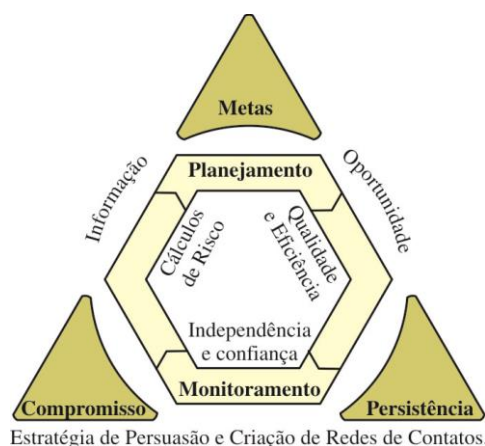 Metas
Informação
Oportunidade
Planejamento
Cálculos
de Risco
Qualidade
e Eficiência
Independência
e confiança
Monitoramento
Compromisso
Persistência
Estratégia de Persuasão e Criação de Redes de Contatos